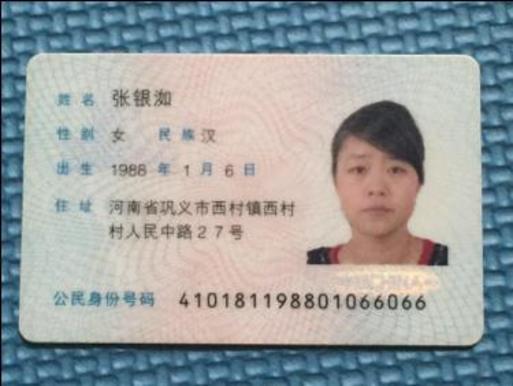 姓名 张银
性别 女 民族 汉
出生 1988 年 1 月 6 日
住址 河南省巩义市西村镇西村
村人民中路27号
公民身份号码 410181198801066066